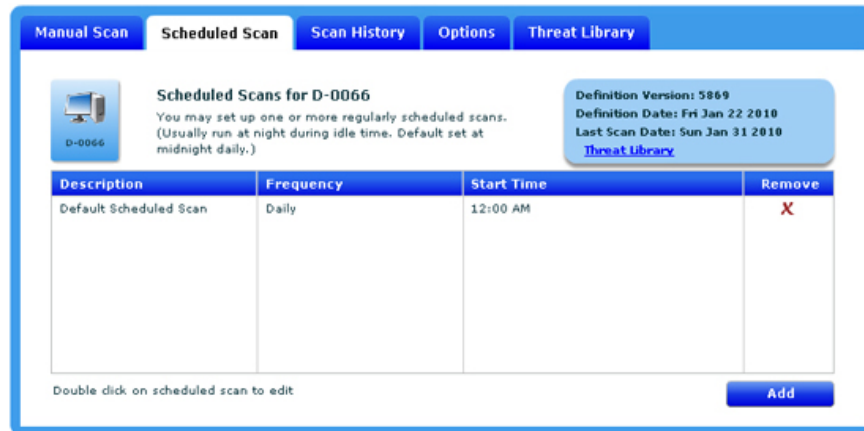 Manual Scan
Scheduled Scan
Scan History
Options
Threat Library
D-0066
Scheduled Scans for D-0066
You may set up one or more regularly scheduled scans.
(Usually run at night during idle time. Default set at
midnight daily.)
Definition Version: 5869
Definition Date: Fri Jan 22 2010
Last Scan Date: Sun Jan 31 2010
Threat Library
Description Frequency Start Time Remove
Default Scheduled Scan Daily 12:00 AM X
Double click on scheduled scan to edit
Add